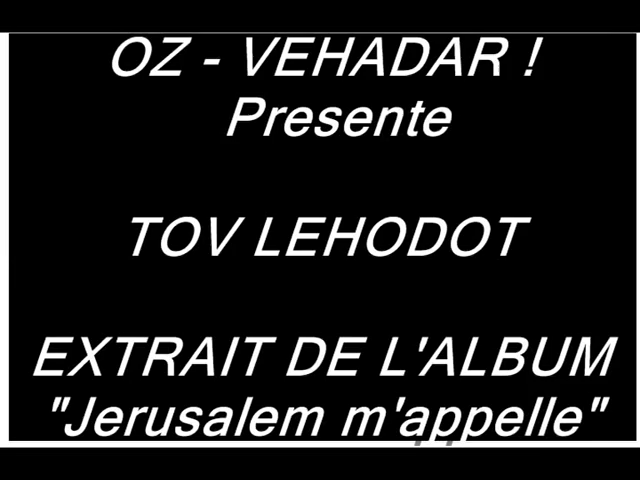 OZ - VEHADAR !
Presente
TOV LEHODOT
EXTRAIT DE L'ALBUM
"Jerusalem m'appelle"